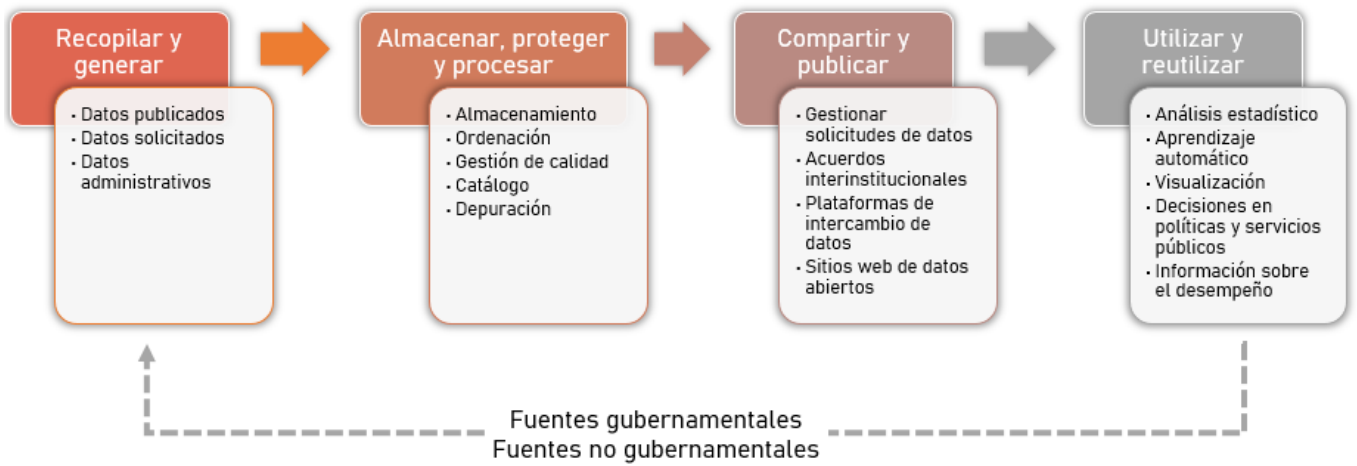 Recopilar y
generar
· Datos publicados
· Datos solicitados
· Datos
administrativos
Almacenar, proteger
y procesar
· Almacenamiento
· Ordenación
· Gestión de calidad
· Catálogo
· Depuración
Compartir y
publicar
· Gestionar
solicitudes de datos
· Acuerdos
interinstitucionales
· Plataformas de
intercambio de
datos
· Sitios web de datos
abiertos
Utilizar y
reutilizar
· Análisis estadístico
· Aprendizaje
automático
· Visualización
· Decisiones en
políticas y servicios
públicos
· Información sobre
el desempeño
Fuentes gubernamentales
Fuentes no gubernamentales